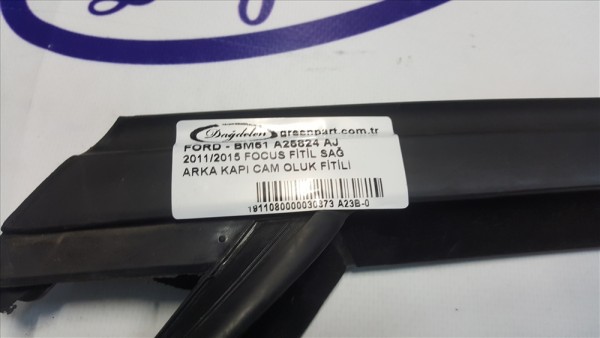 Dağdelen greenpart.com.tr
FORD - BM51 A25824 AJ
2011/2015 FOCUS FİTİL SAĞ
ARKA KAPI CAM OLUK FİTİLİ
1911080000030373 A23B-0